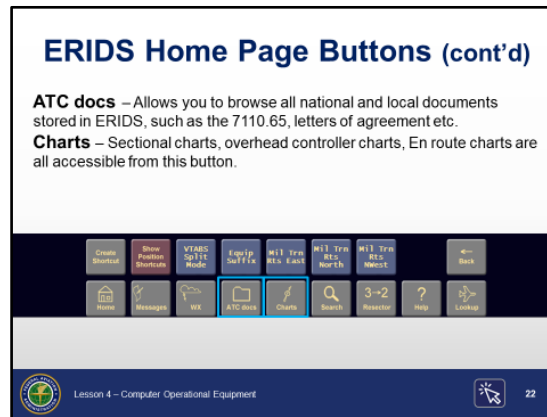 ERIDS Home Page Buttons (cont'd)
ATC docs – Allows you to browse all national and local documents
stored in ERIDS, such as the 7110.65, letters of agreement etc.
Charts – Sectional charts, overhead controller charts, En route charts are
all accessible from this button.
Create
Shortcut
Show
Position
Shortcuts
VTABS
Split
Mode
Equip
Suffix
Mil Trn
Rts East
Mil Trn
Rts
North
Mil Trn
Rts
NWest
Back
Home
Messages
WX
ATC docs
Charts
Search
3→2
Resector
?
Help
Lookup
Lesson 4 – Computer Operational Equipment
22